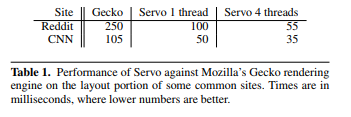 Site Gecko Servo 1 thread Servo 4 threads
Reddit 250 100 55
CNN 105 50 35
Table 1. Performance of Servo against Mozilla's Gecko rendering
engine on the layout portion of some common sites. Times are in
milliseconds, where lower numbers are better.